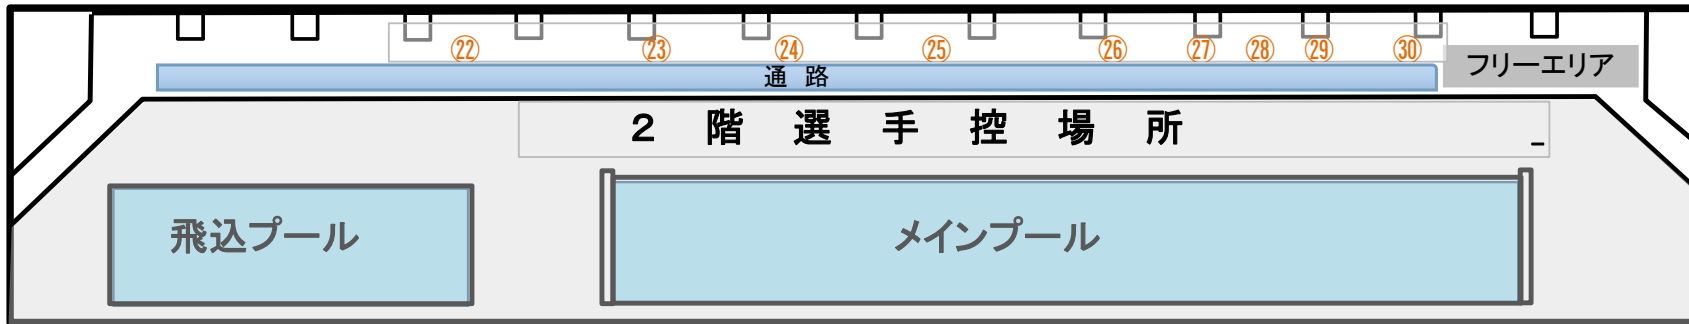 ㉒ ㉓ ㉔ ㉕ ㉖ ㉗ ㉘ ㉙ ㉚
フリーエリア
通 路
2 階 選 手 控 場 所
飛込プール
メインプール